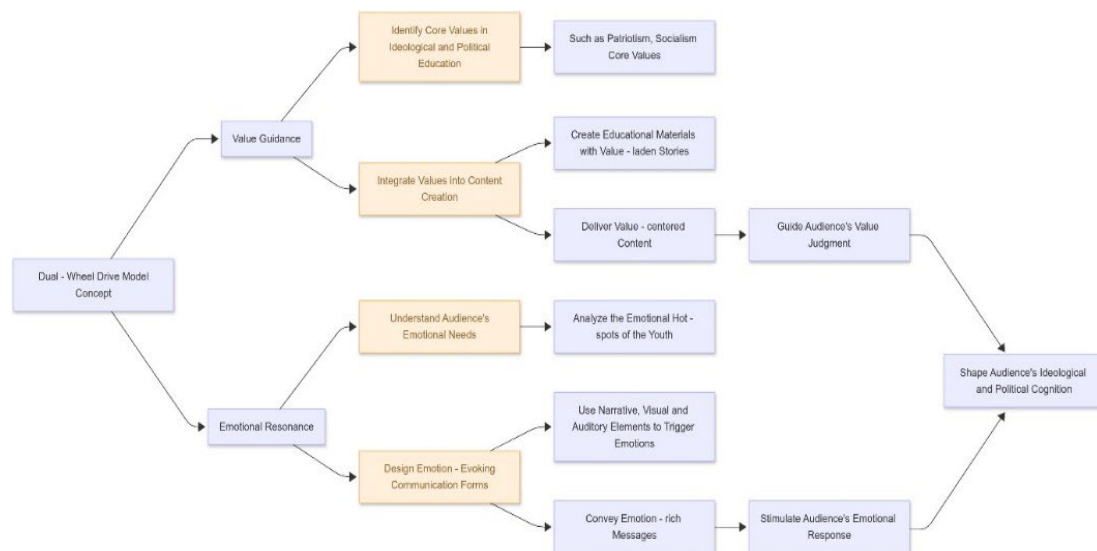 Identify Core Values in
Ideological and Political
Education
Such as Patriotism, Socialism
Core Values
Value Guidance
Create Educational Materials
with Value - laden Stories
Integrate Values into Content
Creation
Deliver Value - centered
Content
Guide Audience's Value
Judgment
Dual - Wheel Drive Model
Concept
Understand Audience's
Emotional Needs
Analyze the Emotional Hot -
spots of the Youth
Shape Audience's Ideological
and Political Cognition
Emotional Resonance
Use Narrative, Visual and
Auditory Elements to Trigger
Emotions
Design Emotion - Evoking
Communication Forms
Convey Emotion - rich
Messages
Stimulate Audience's Emotional
Response